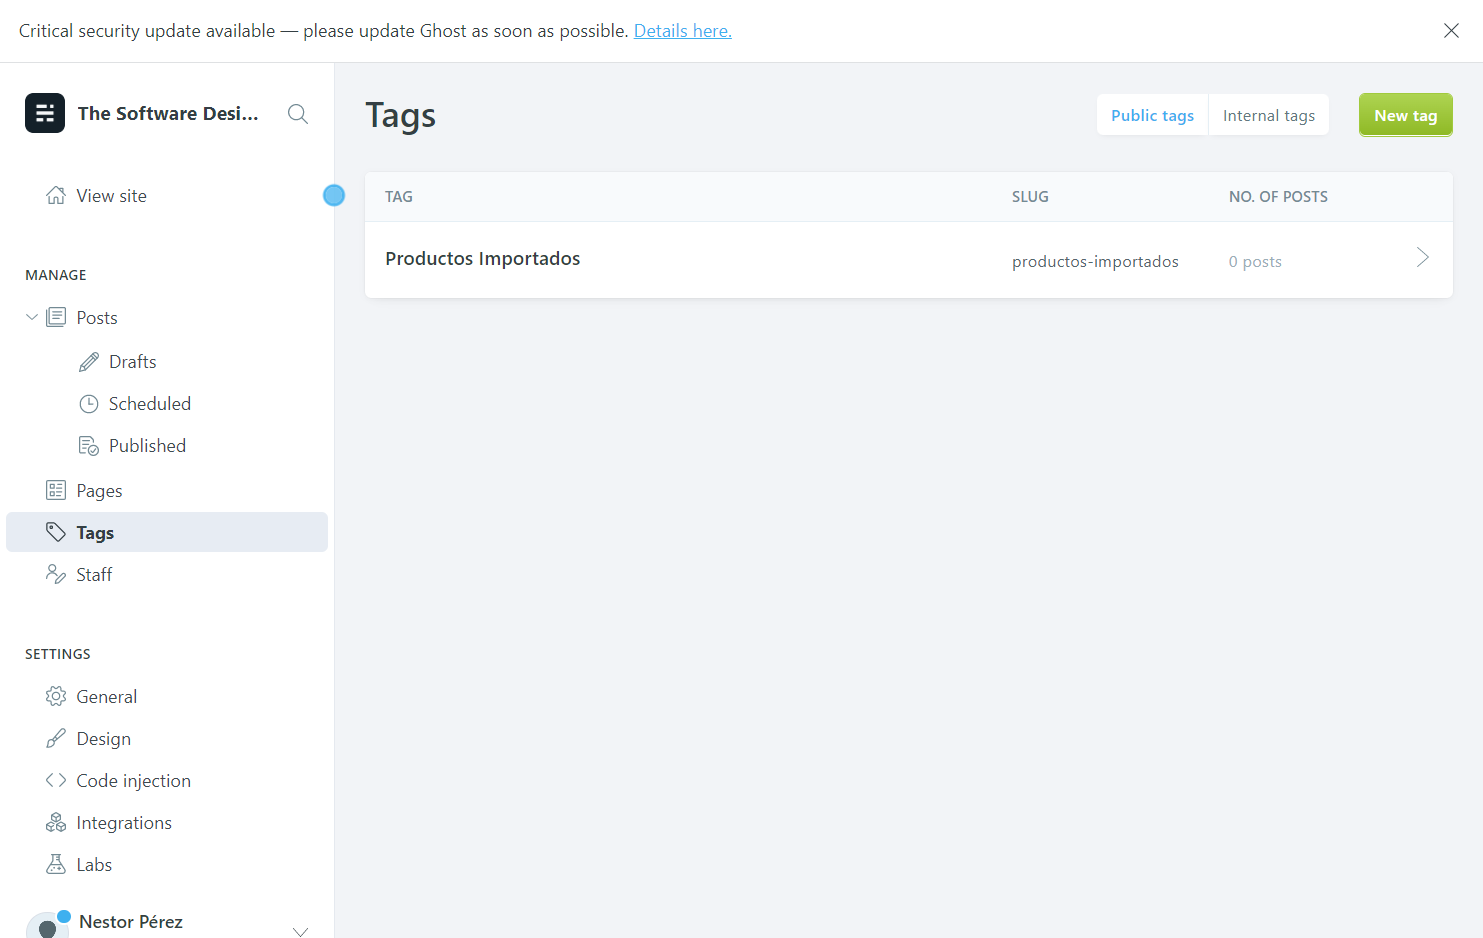 Critical security update available — please update Ghost as soon as possible. Details here.
The Software Desi...
View site
MANAGE
Posts
Drafts
Scheduled
Published
Pages
Tags
Staff
SETTINGS
General
Design
Code injection
Integrations
Labs
Nestor Pérez
Tags
Public tags
Internal tags
New tag
TAG
SLUG
NO. OF POSTS
Productos Importados
productos-importados
0 posts